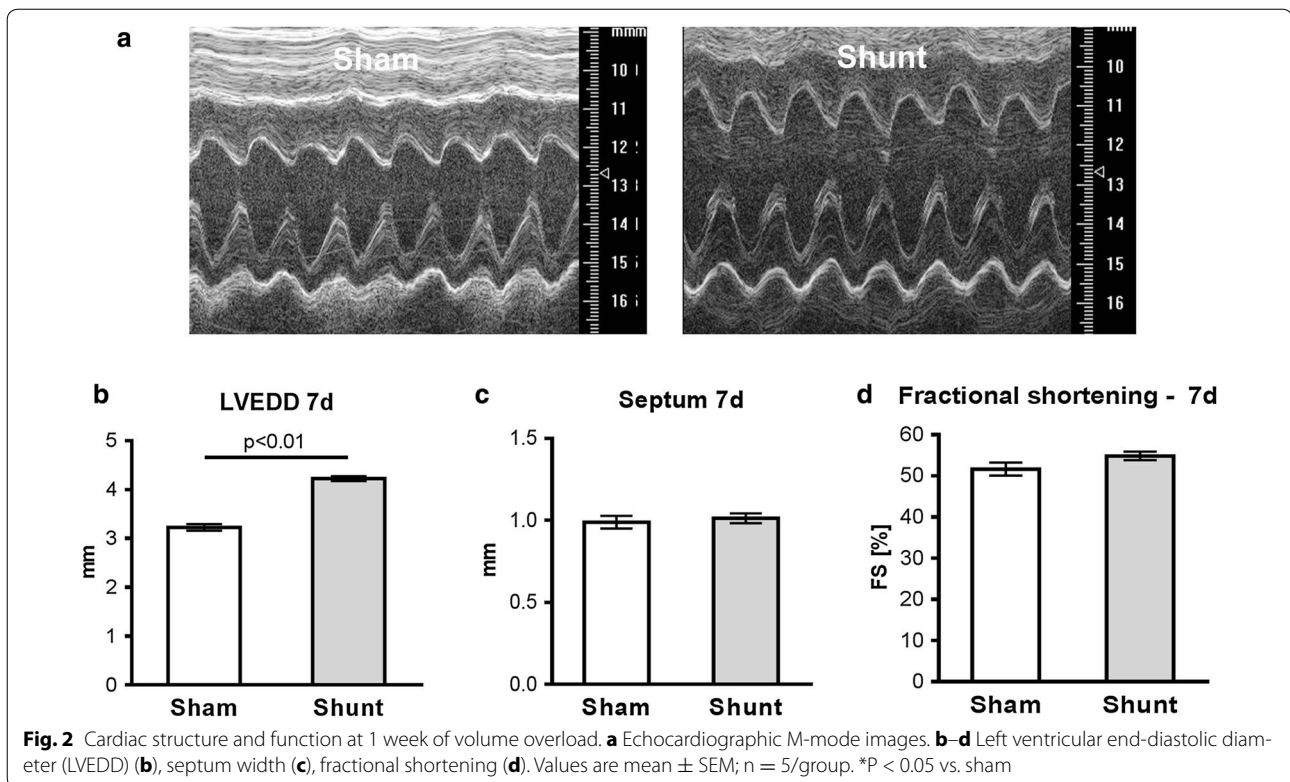 a
Sham
mmm
10
11
12
13
14
15
16
Shunt
10
11
12
13
14
15
16
b
LVEDD 7d
p<0.01
5
4
3
2
1
0
mm
Sham
Shunt
c
Septum 7d
1.5
1.0
0.5
0.0
mm
Sham
Shunt
d
Fractional shortening - 7d
60
50
40
30
20
10
0
FS [%]
Sham
Shunt
Fig. 2 Cardiac structure and function at 1 week of volume overload. a Echocardiographic M-mode images. b–d Left ventricular end-diastolic diam-
eter (LVEDD) (b), septum width (c), fractional shortening (d). Values are mean ± SEM; n = 5/group. *P < 0.05 vs. sham